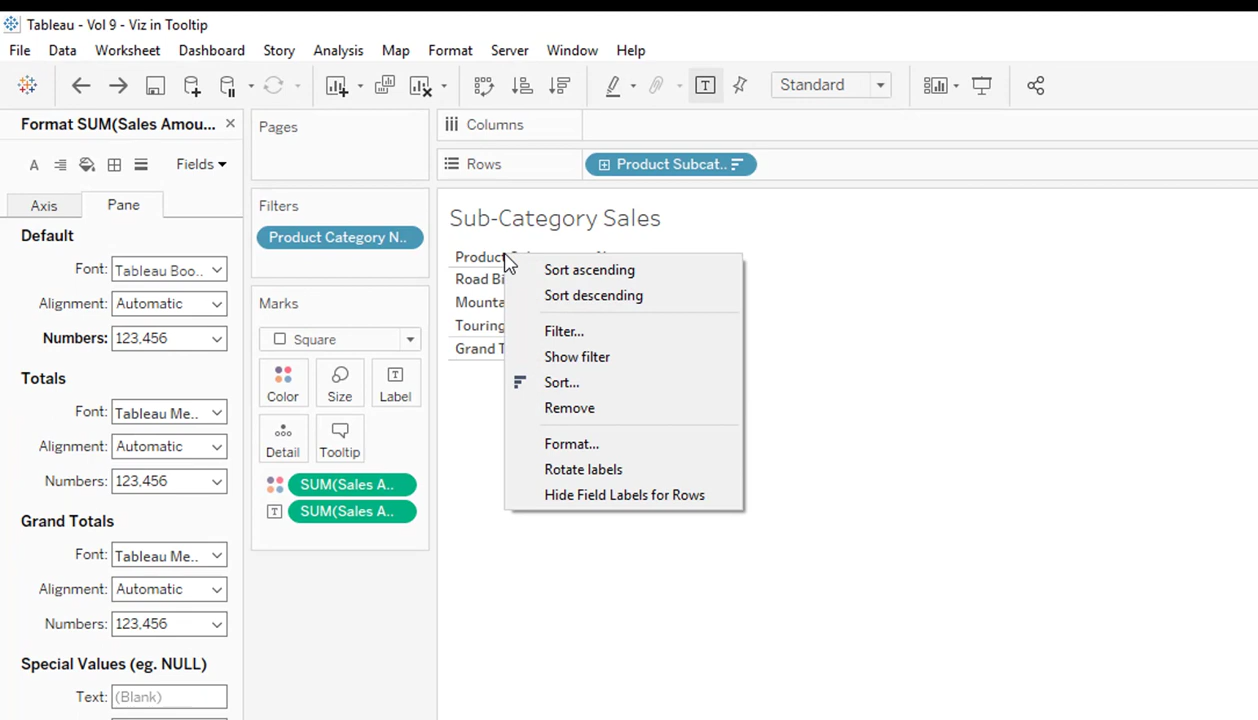 Tableau - Vol 9 - Viz in Tooltip
File Data Worksheet Dashboard Story Analysis Map Format Server Window Help
Standard
Format SUM(Sales Amou...
Fields
Axis Pane
Default
Font: Tableau Boo..
Alignment: Automatic
Numbers: 123,456
Totals
Font: Tableau Me..
Alignment: Automatic
Numbers: 123,456
Grand Totals
Font: Tableau Me..
Alignment: Automatic
Numbers: 123,456
Special Values (eg. NULL)
Text: (Blank)
Pages
Filters
Product Category N..
Marks
Square
Color Size Label
Detail Tooltip
SUM(Sales A..
SUM(Sales A..
Columns
Rows Product Subcat..
Sub-Category Sales
Produc
Road Bi
Mounta
Touring
Grand T
Sort ascending
Sort descending
Filter...
Show filter
Sort...
Remove
Format...
Rotate labels
Hide Field Labels for Rows